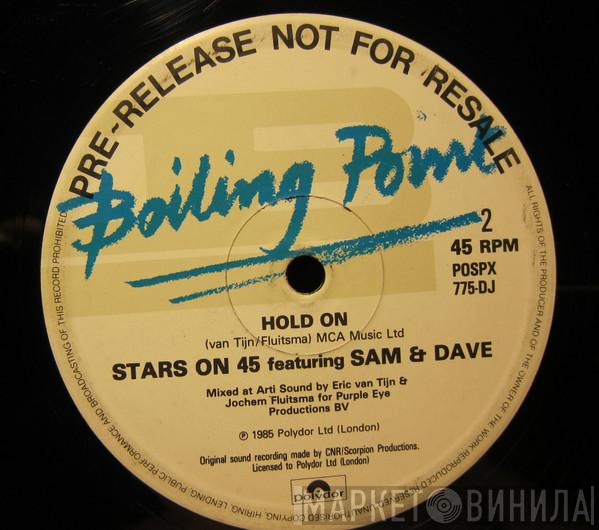 PRE-RELEASE NOT FOR RESALE
Boiling Point
2
45 RPM
POSPX
775-DJ
HOLD ON
(van Tijn/Fluitsma) MCA Music Ltd
STARS ON 45 featuring SAM & DAVE
Mixed at Arti Sound by Eric van Tijn &
Jochem Fluitsma for Purple Eye
Productions BV
℗ 1985 Polydor Ltd (London)
Original sound recording made by CNR/Scorpion Productions.
Licensed to Polydor Ltd (London)
polydor
ALL RIGHTS OF THE PRODUCER AND OF THE OWNER OF THE WORK REPRODUCED RESERVED. UNAUTHORISED COPYING, HIRING, LENDING, PUBLIC PERFORMANCE AND BROADCASTING OF THIS RECORD PROHIBITED
МАРКЕТ ВИНИЛА